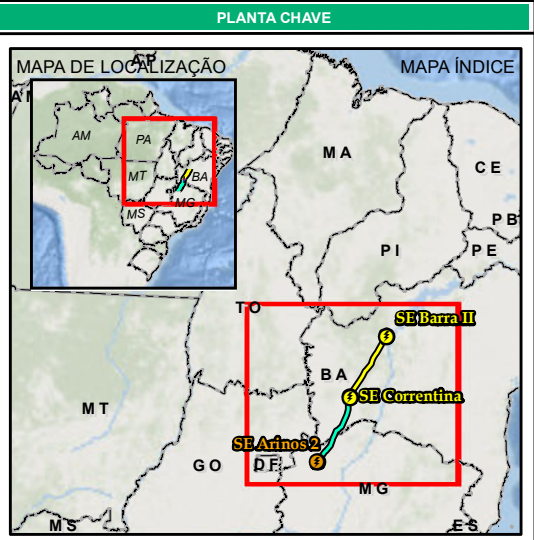 PLANTA CHAVE
MAPA DE LOCALIZAÇÃO
MAPA ÍNDICE
AP
AM
PA
MT
BA
MG
MS
MA
CE
PB
PI
PE
TO
SE Barra II
BA
SE Correntina
MT
SE Arinos 2
GO
DF
MG
MS
ES